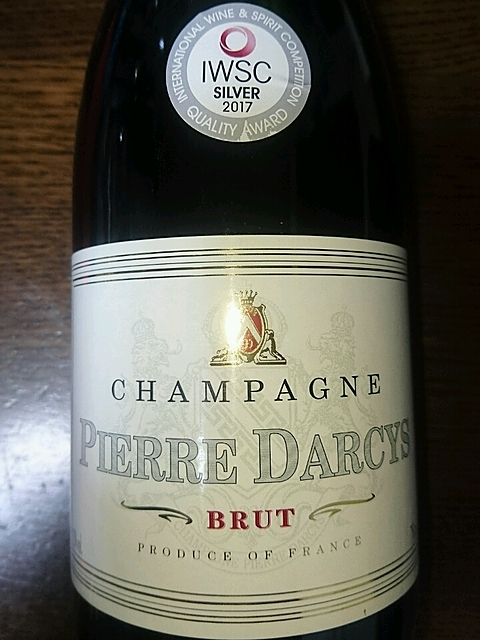 INTERNATIONAL WINE & SPIRIT COMPETITION
IWSC
SILVER
2017
QUALITY AWARD
CHAMPAGNE
PIERRE DARCYS
BRUT
PRODUCE OF FRANCE